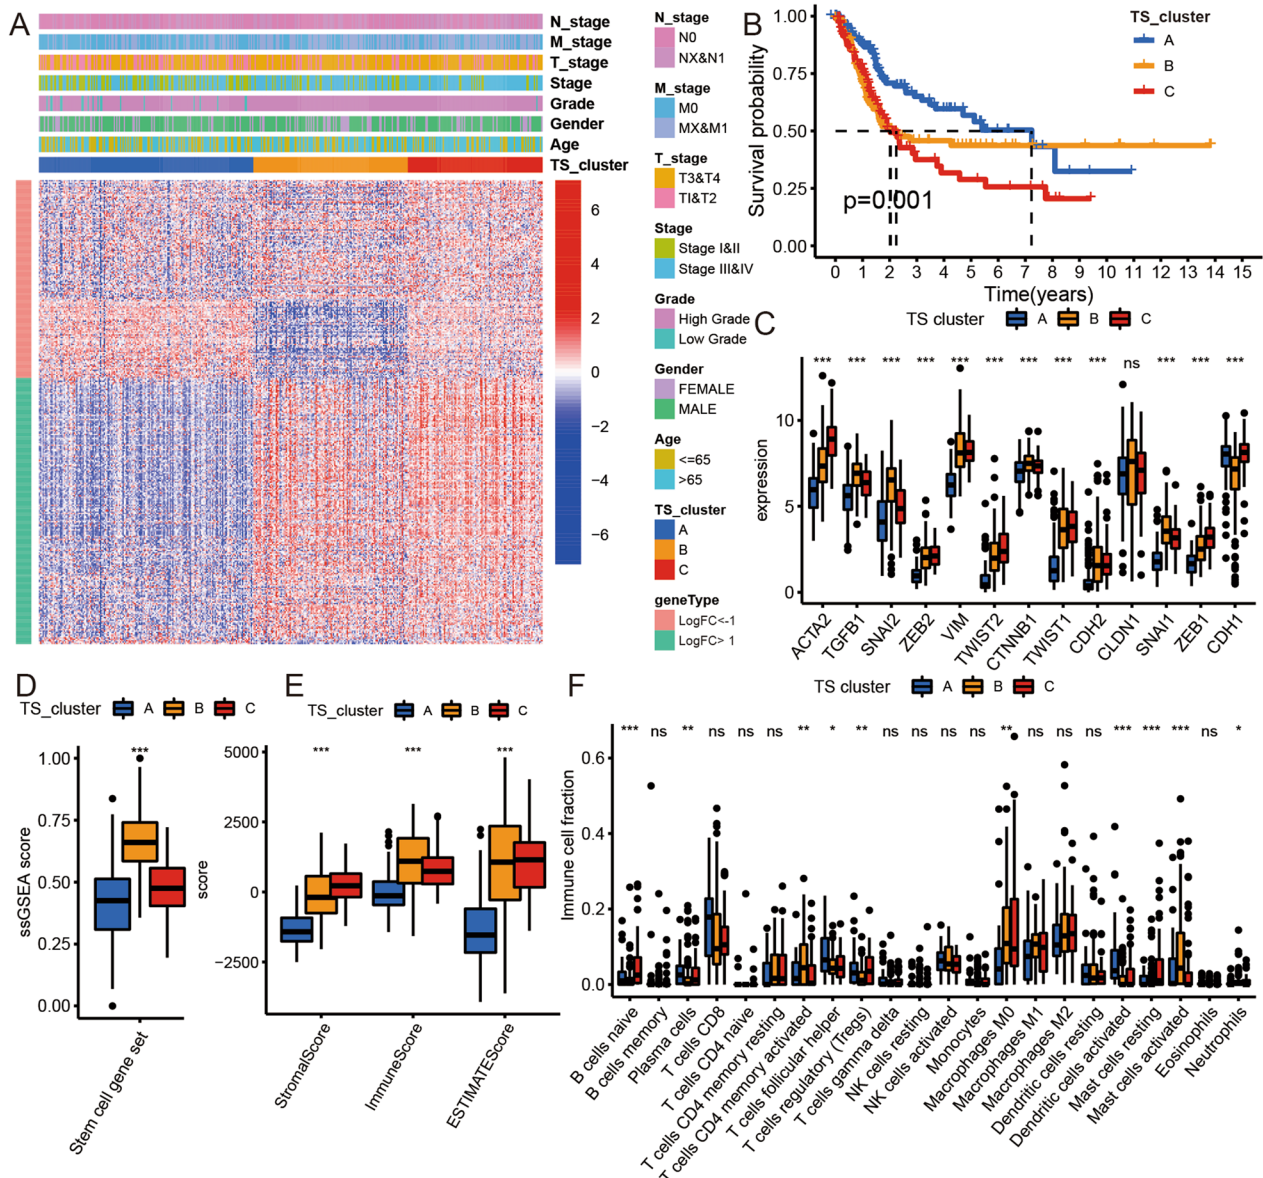 A
N_stage
M_stage
T_stage
Stage
Grade
Gender
Age
TS_cluster
6
4
2
0
−2
−4
−6
N_stage
N0
NX&N1
M_stage
M0
MX&M1
T_stage
T3&T4
TI&T2
Stage
Stage I&II
Stage III&IV
Grade
High Grade
Low Grade
Gender
FEMALE
MALE
Age
<=65
>65
TS_cluster
A
B
C
geneType
LogFC<-1
LogFC> 1
B
TS_cluster
A
B
C
Survival probability
1.00
0.75
0.50
0.25
0.00
p=0.001
0 1 2 3 4 5 6 7 8 9 10 11 12 13 14 15
Time(years)
C
TS cluster A B C
*** *** *** *** *** *** *** *** *** ns *** *** ***
expression
10
5
0
ACTA2
TGFB1
SNAI2
ZEB2
VIM
TWIST2
CTNNB1
TWIST1
CDH2
CLDN1
SNAI1
ZEB1
CDH1
D
TS_cluster A B C
***
ssGSEA score
1.00
0.75
0.50
0.25
0.00
Stem cell gene set
E
TS_cluster A B C
*** *** ***
score
5000
2500
0
−2500
StromalScore
ImmuneScore
ESTIMATEScore
F
TS cluster A B C
*** ns ** ns ns ns ** * ** ns ns ns ns ** ns ns ns *** *** *** ns *
Immune cell fraction
0.6
0.4
0.2
0.0
B cells naive
B cells memory
Plasma cells
T cells CD8
T cells CD4 naive
T cells CD4 memory resting
T cells CD4 memory activated
T cells follicular helper
T cells regulatory (Tregs)
T cells gamma delta
NK cells resting
NK cells activated
Monocytes
Macrophages M0
Macrophages M1
Macrophages M2
Dendritic cells resting
Dendritic cells activated
Mast cells resting
Mast cells activated
Eosinophils
Neutrophils